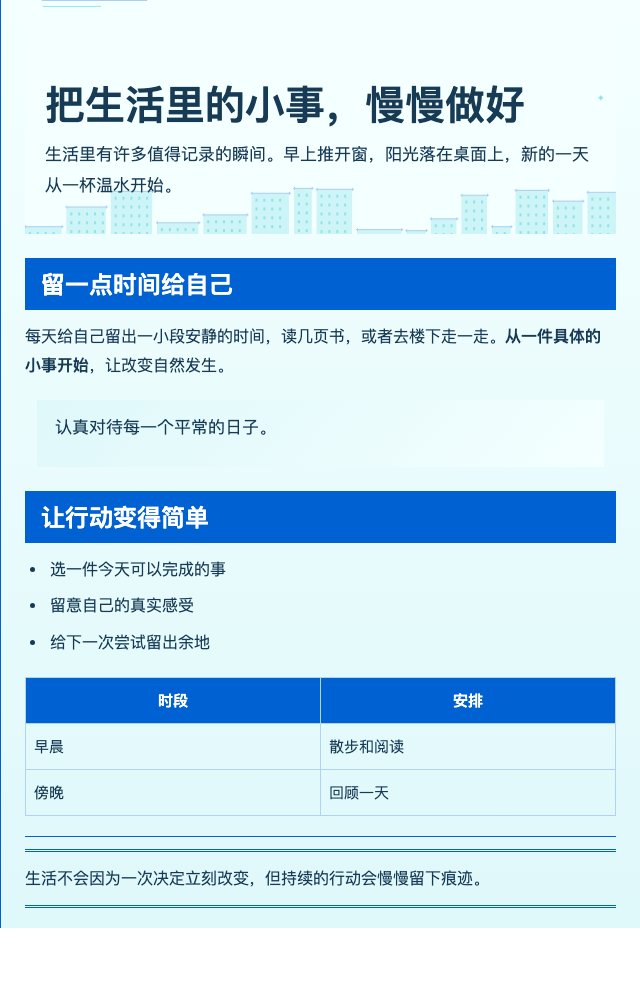 把生活里的小事，慢慢做好
生活里有许多值得记录的瞬间。早上推开窗，阳光落在桌面上，新的一天
从一杯温水开始。
留一点时间给自己
每天给自己留出一小段安静的时间，读几页书，或者去楼下走一走。从一件具体的
小事开始，让改变自然发生。
认真对待每一个平常的日子。
让行动变得简单
• 选一件今天可以完成的事
• 留意自己的真实感受
• 给下一次尝试留出余地
时段 安排
早晨 散步和阅读
傍晚 回顾一天
生活不会因为一次决定立刻改变，但持续的行动会慢慢留下痕迹。